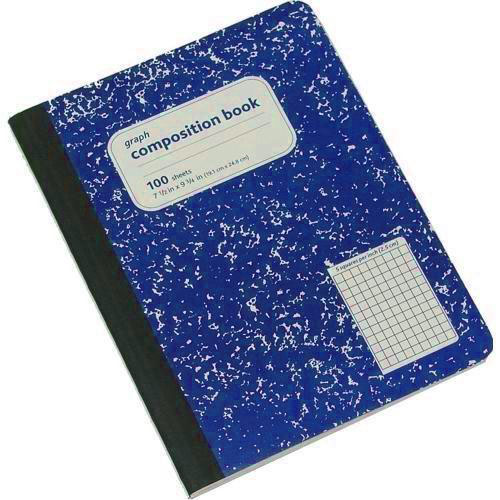 graph
composition book
100 sheets
7 1/2 in x 9 3/4 in (19.1 cm x 24.8 cm)
5 squares per inch (2.5 cm)